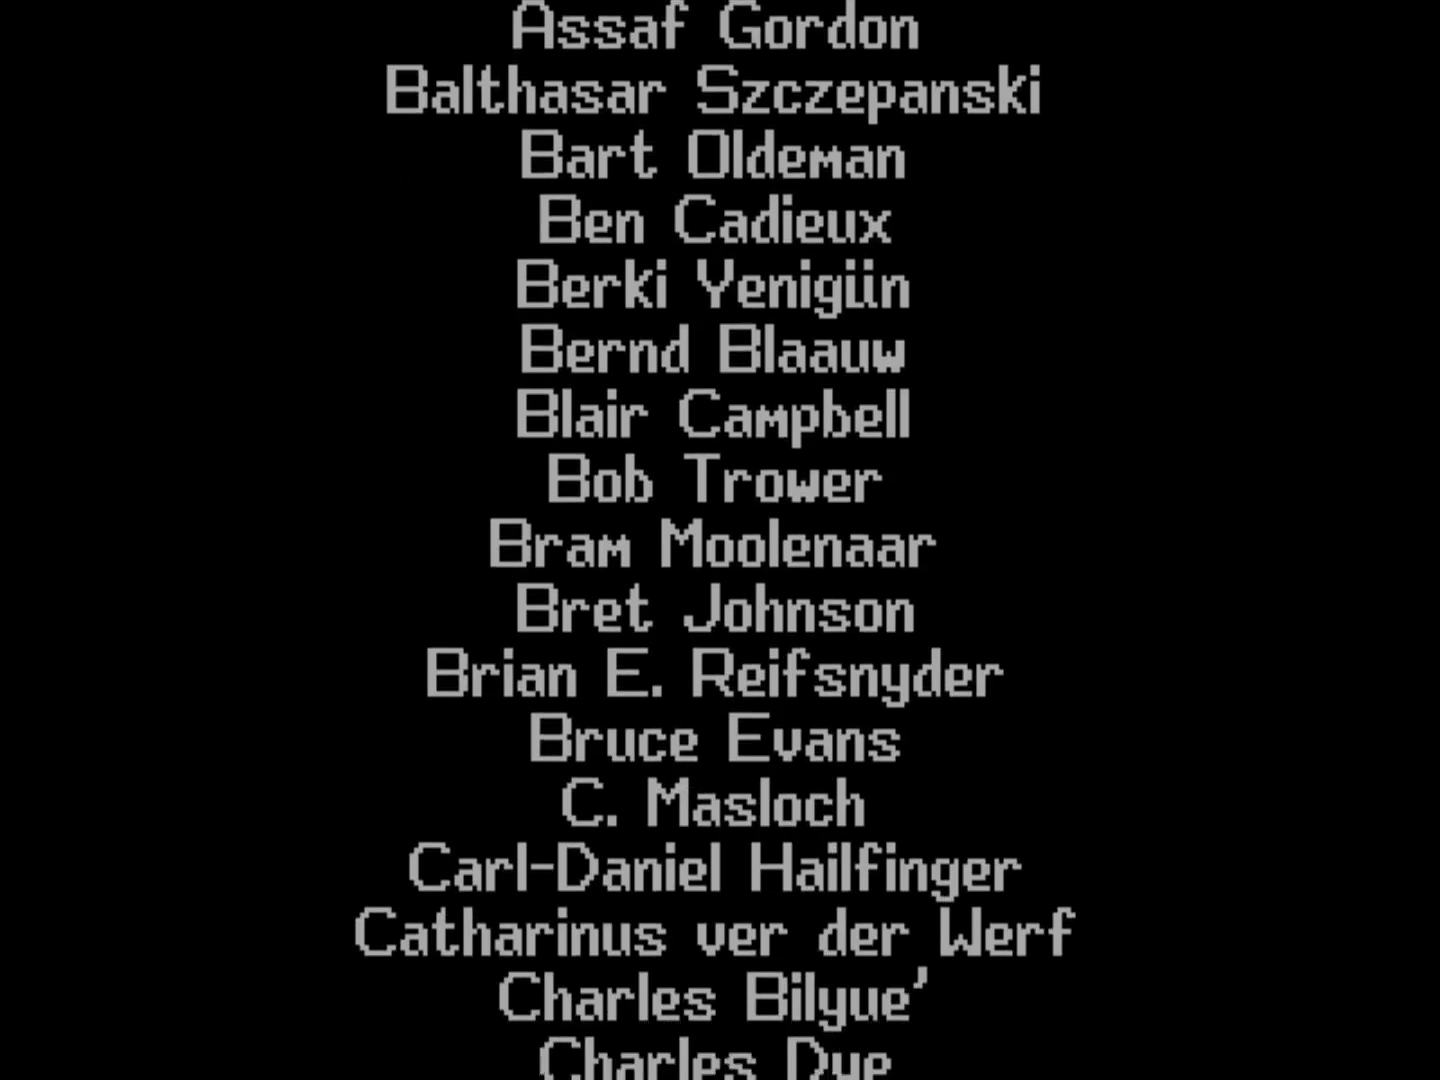 Assaf Gordon
Balthasar Szczepanski
Bart Oldeman
Ben Cadieux
Berki Yenigün
Bernd Blaauw
Blair Campbell
Bob Trower
Bram Moolenaar
Bret Johnson
Brian E. Reifsnyder
Bruce Evans
C. Masloch
Carl-Daniel Hailfinger
Catharinus ver der Werf
Charles Bilyue'
Charles Dye